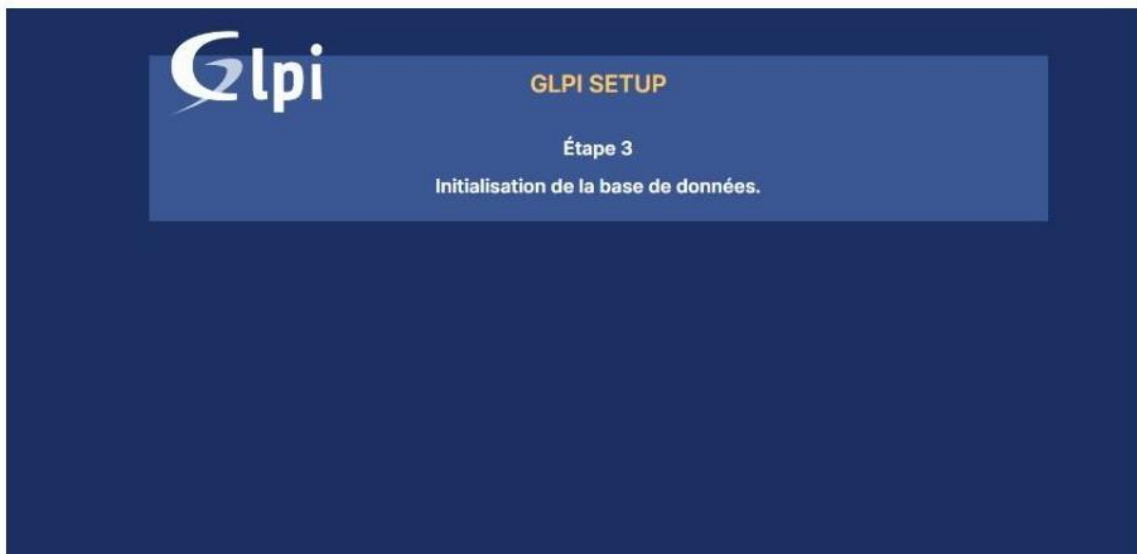 Glpi
GLPI SETUP
Étape 3
Initialisation de la base de données.